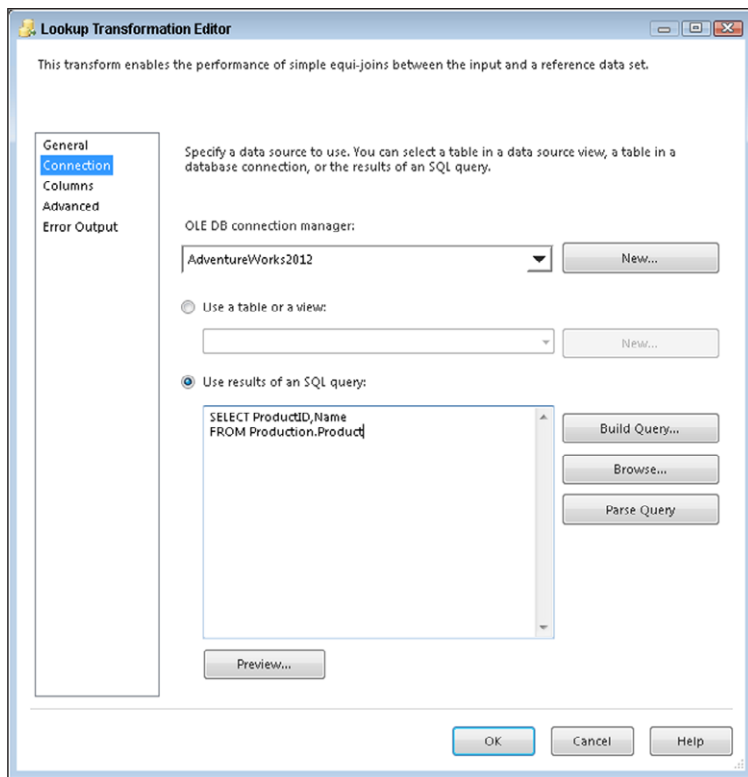 Lookup Transformation Editor
This transform enables the performance of simple equi-joins between the input and a reference data set.
General
Connection
Columns
Advanced
Error Output
Specify a data source to use. You can select a table in a data source view, a table in a
database connection, or the results of an SQL query.
OLE DB connection manager:
AdventureWorks2012
New...
Use a table or a view:
New...
Use results of an SQL query:
SELECT ProductID,Name
FROM Production.Product
Build Query...
Browse...
Parse Query
Preview...
OK
Cancel
Help